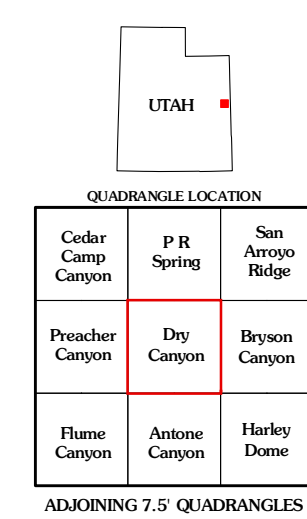 UTAH
QUADRANGLE LOCATION
Cedar
Camp
Canyon
P R
Spring
San
Arroyo
Ridge
Preacher
Canyon
Dry
Canyon
Bryson
Canyon
Flume
Canyon
Antone
Canyon
Harley
Dome
ADJOINING 7.5' QUADRANGLES